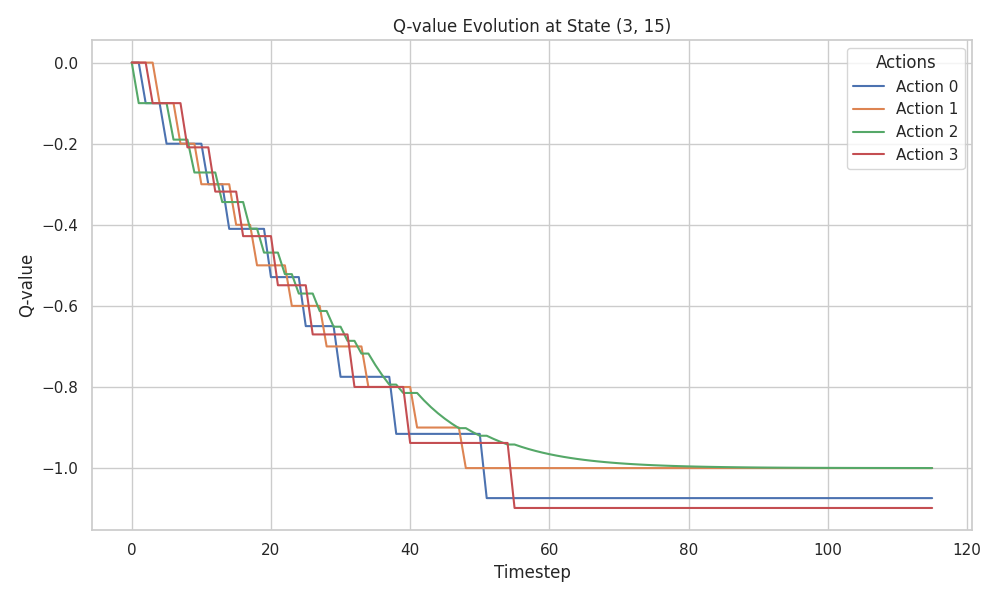 Q-value Evolution at State (3, 15)
Actions
Action 0
Action 1
Action 2
Action 3
Q-value
0.0
−0.2
−0.4
−0.6
−0.8
−1.0
0 20 40 60 80 100 120
Timestep